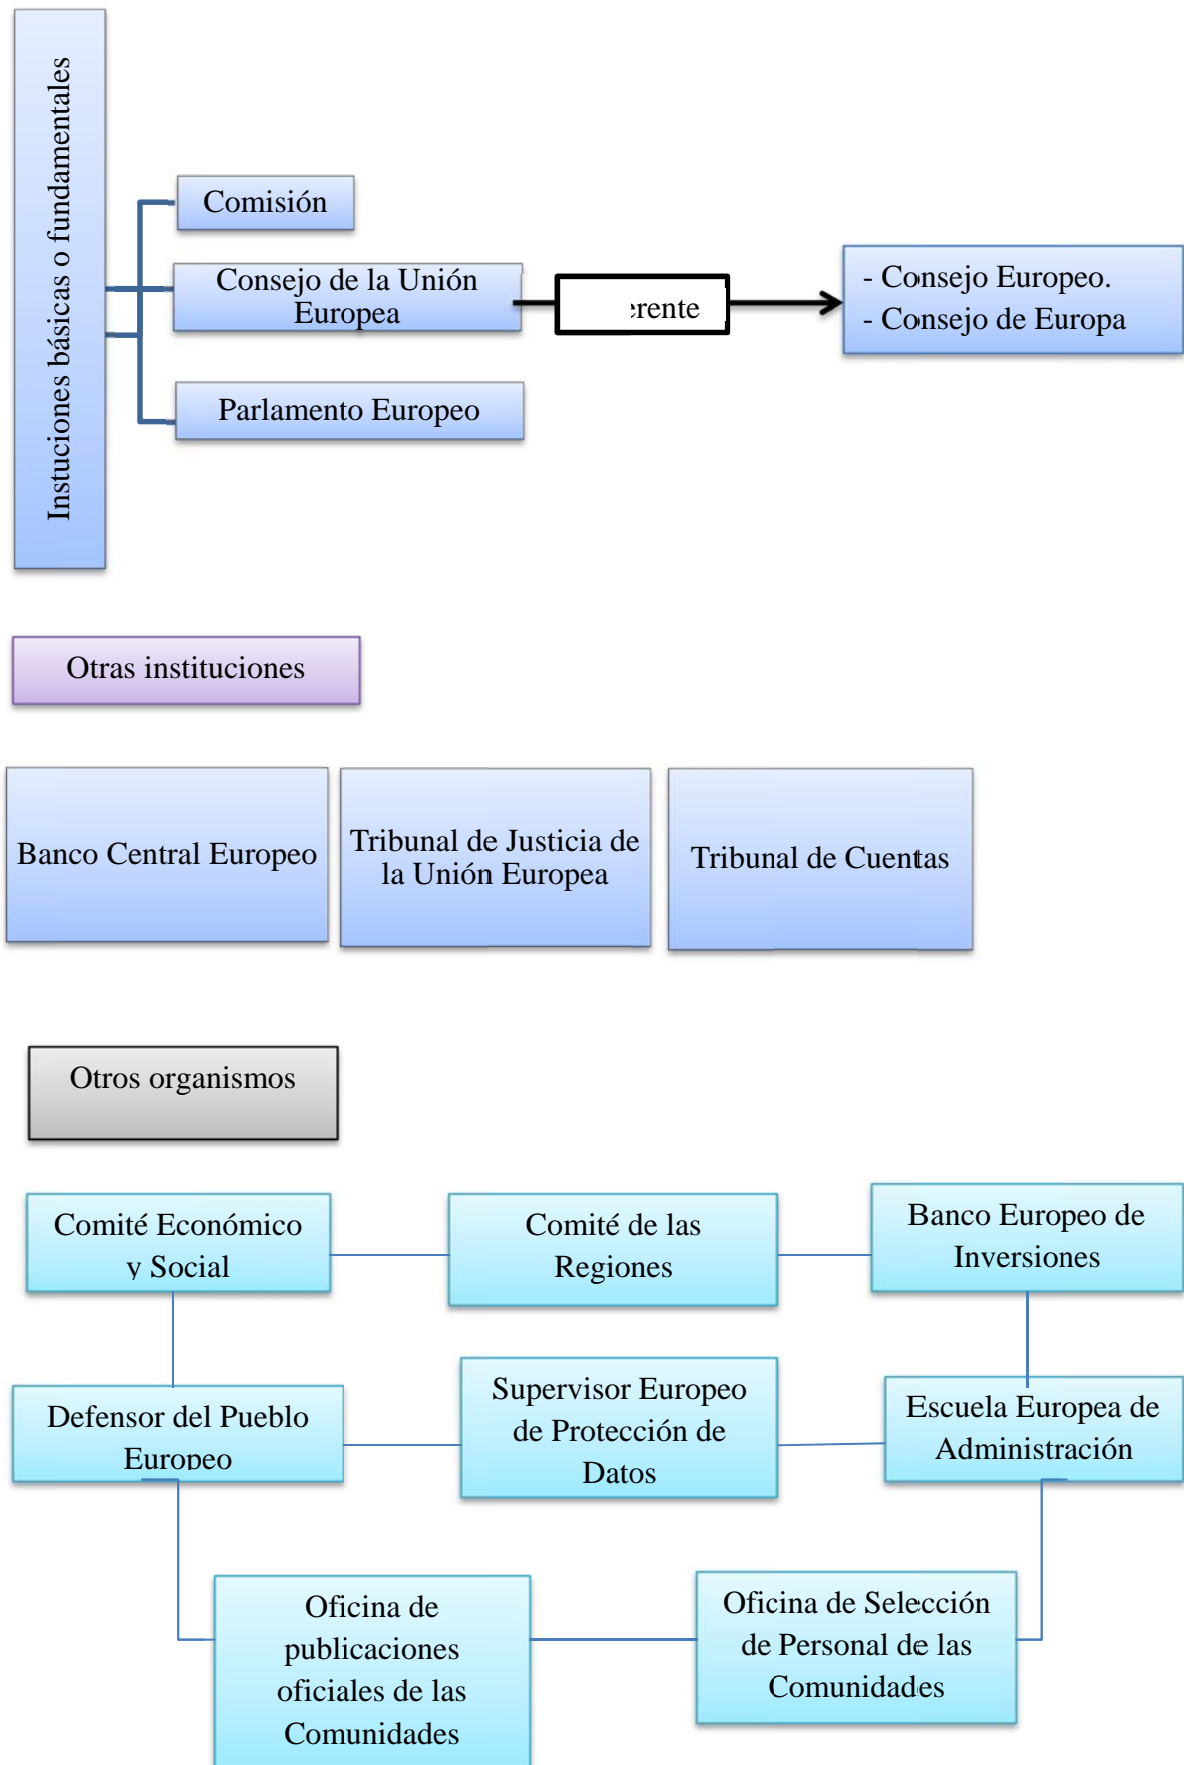 Instuciones básicas o fundamentales
Comisión
Consejo de la Unión
Europea
erente
- Consejo Europeo.
- Consejo de Europa
Parlamento Europeo
Otras instituciones
Banco Central Europeo
Tribunal de Justicia de
la Unión Europea
Tribunal de Cuentas
Otros organismos
Comité Económico
y Social
Comité de las
Regiones
Banco Europeo de
Inversiones
Defensor del Pueblo
Europeo
Supervisor Europeo
de Protección de
Datos
Escuela Europea de
Administración
Oficina de
publicaciones
oficiales de las
Comunidades
Oficina de Selección
de Personal de las
Comunidades